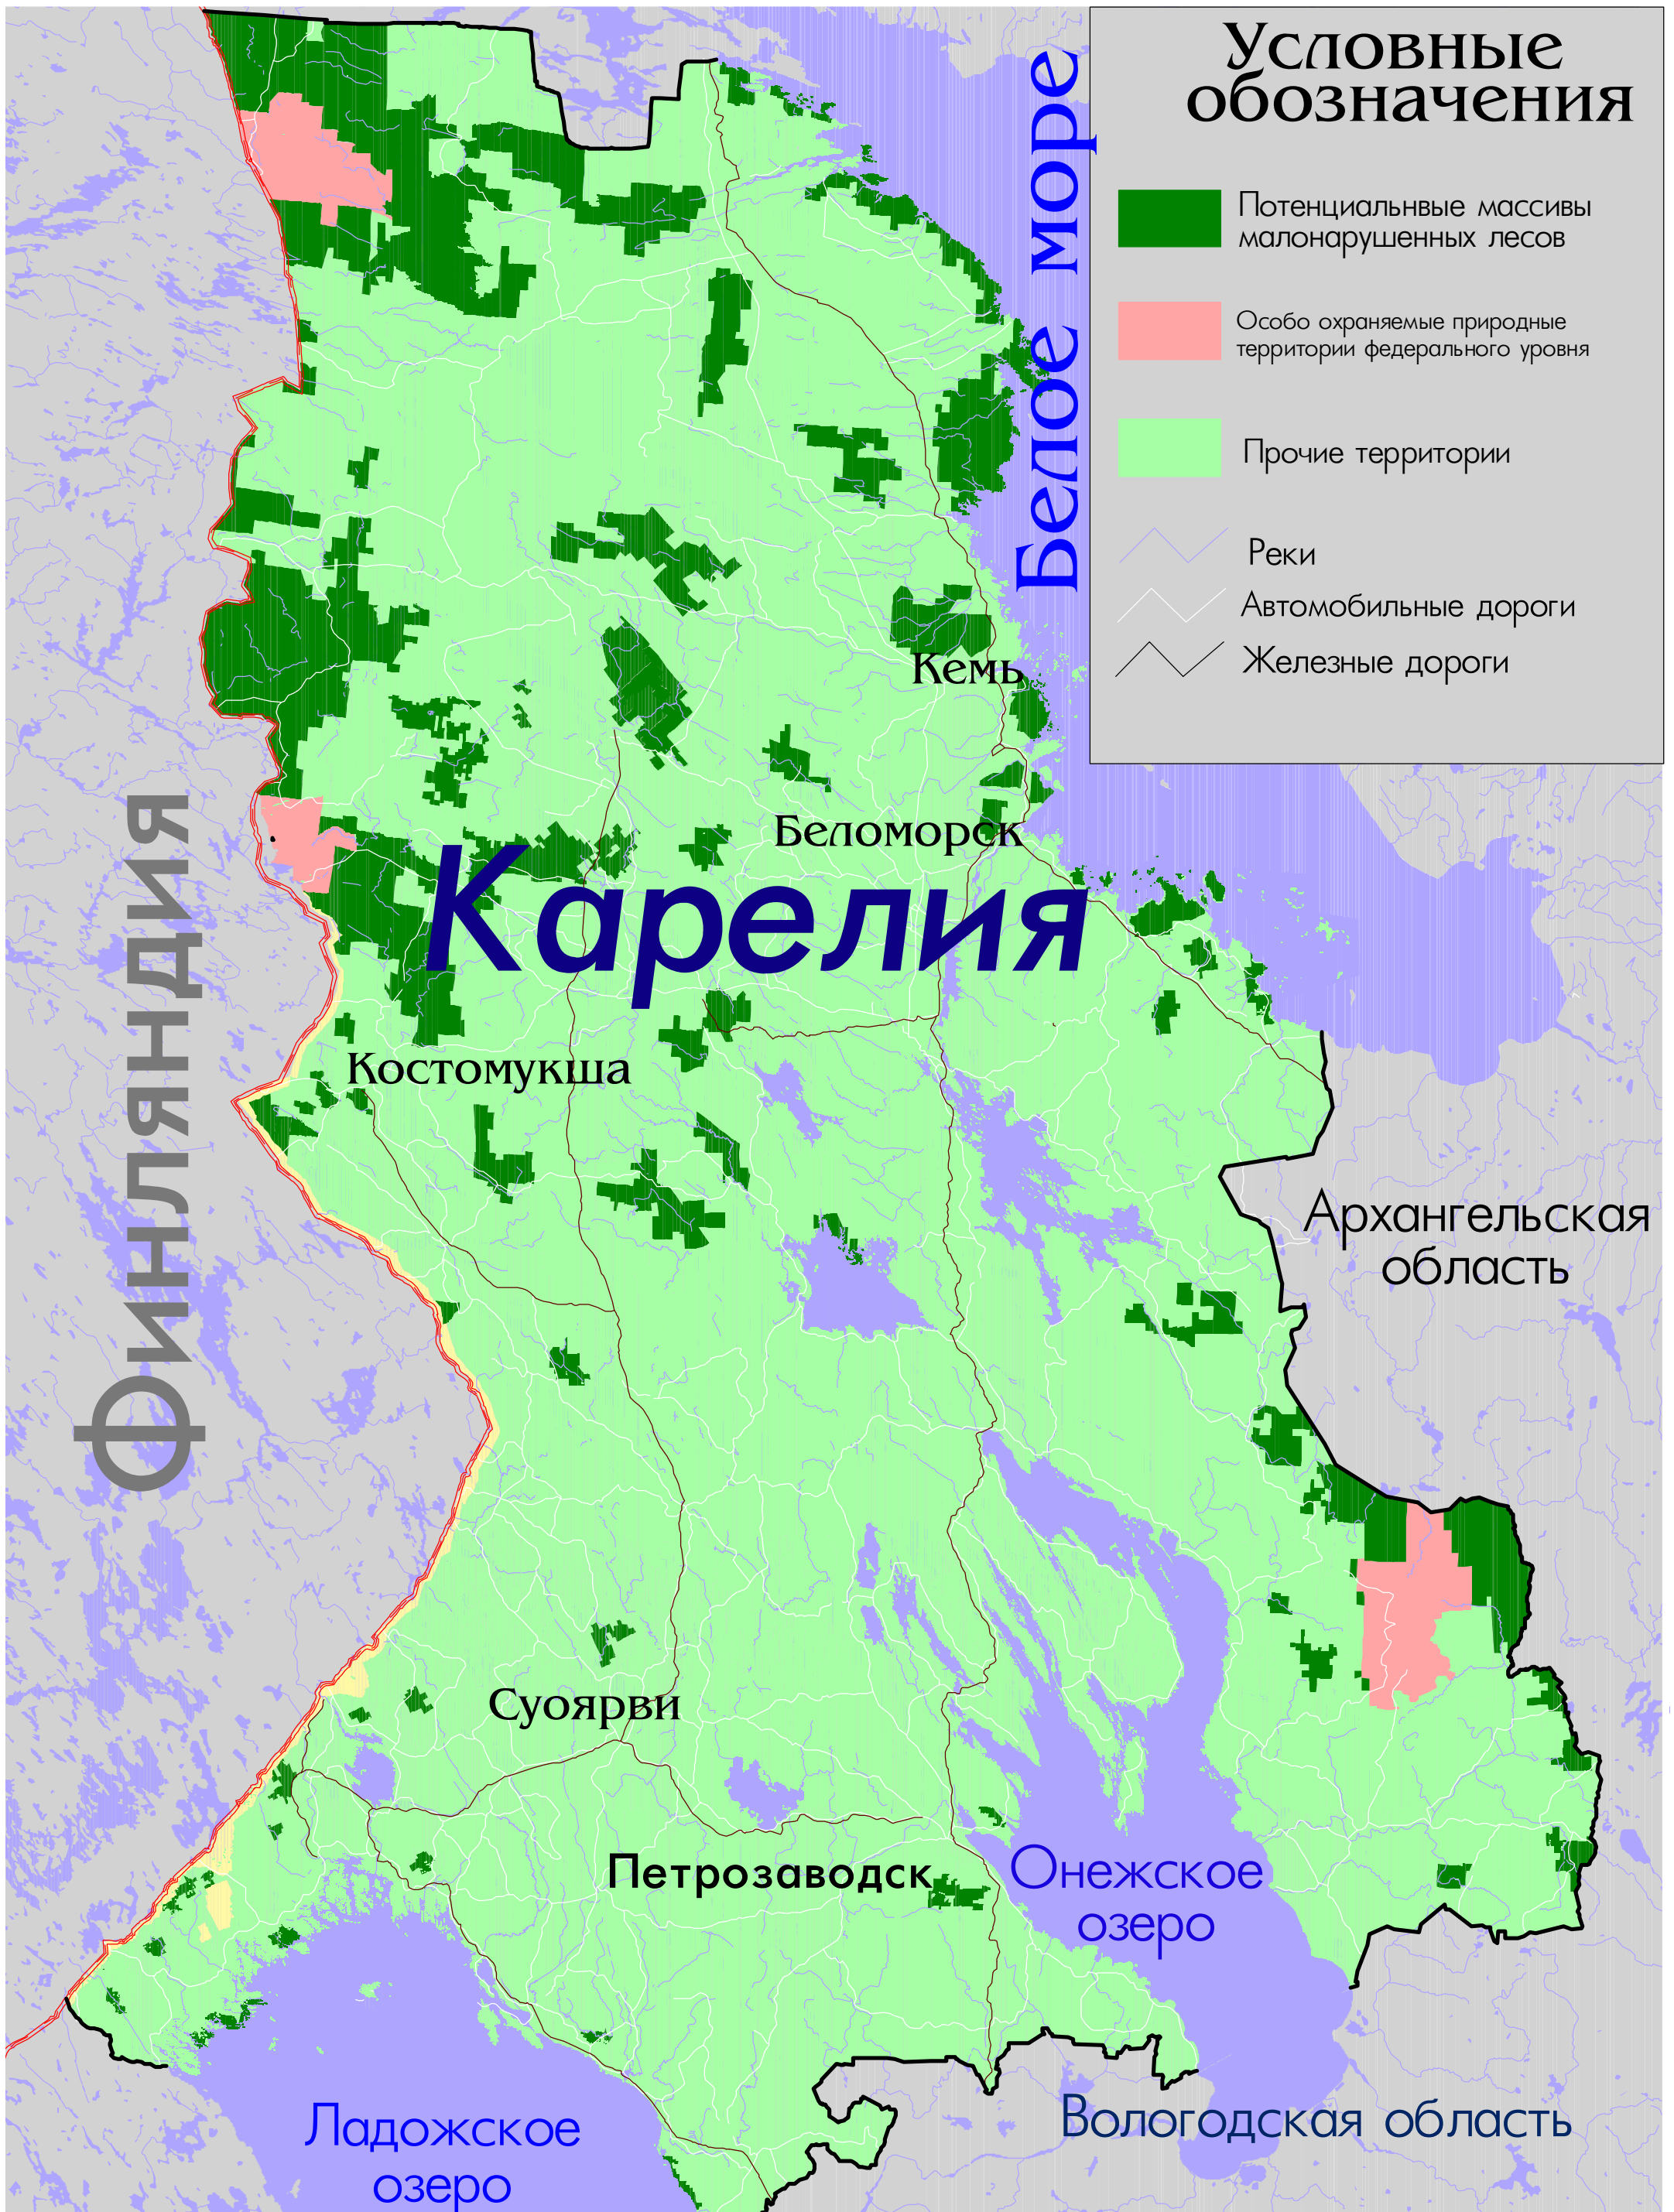 Условные
обозначения
Потенциальнвые массивы
малонарушенных лесов
Особо охраняемые природные
территории федерального уровня
Прочие территории
Реки
Автомобильные дороги
Железные дороги
Белое море
Финляндия
Кемь
Беломорск
Карелия
Костомукша
Архангельская
область
Суоярви
Петрозаводск
Онежское
озеро
Ладожское
озеро
Вологодская область